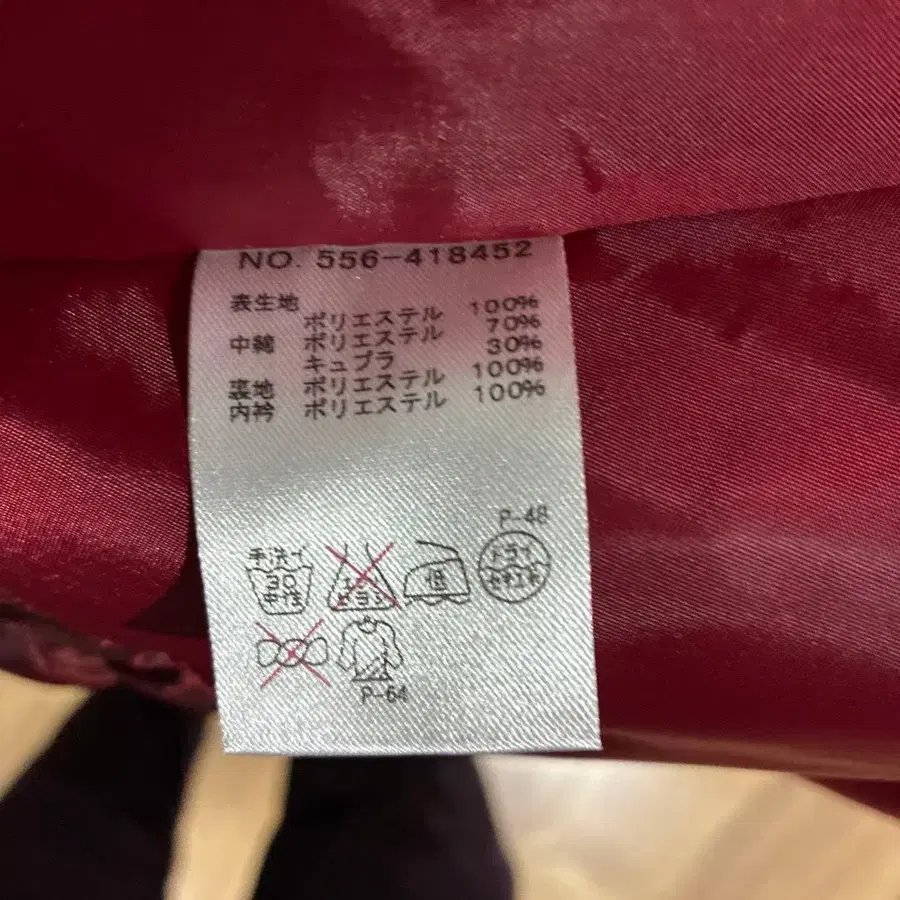 NO. 556-418452
表生地 ポリエステル 100%
中綿 ポリエステル 70%
キュプラ 30%
裏地 ポリエステル 100%
内衿 ポリエステル 100%
P-48
手洗イ 30 中性
エンソ サラシ
低
ドライ セキユ系
P-64